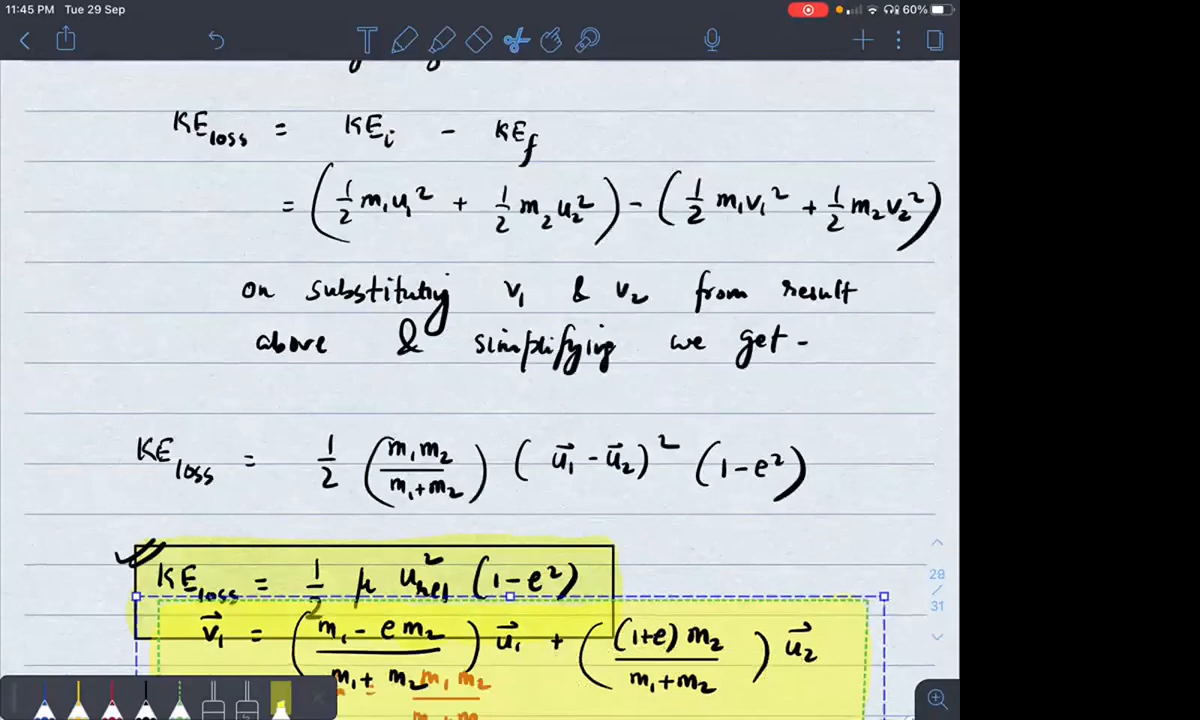 11:45 PM Tue 29 Sep 60%
KE_loss = KE_i - KE_f
= (1/2 m₁u₁² + 1/2 m₂u₂²) - (1/2 m₁v₁² + 1/2 m₂v₂²)
on substituting v₁ & v₂ from result
above & simplifying we get -
KE_loss = 1/2 (m₁m₂/m₁+m₂) (u⃗₁ - u⃗₂)² (1-e²)
KE_loss = 1/2 μ u²_rel (1-e²)
v⃗₁ = (m₁ - em₂/m₁+m₂) u⃗₁ + ((1+e)m₂/m₁+m₂) u⃗₂
= m₁m₂
28
/
31